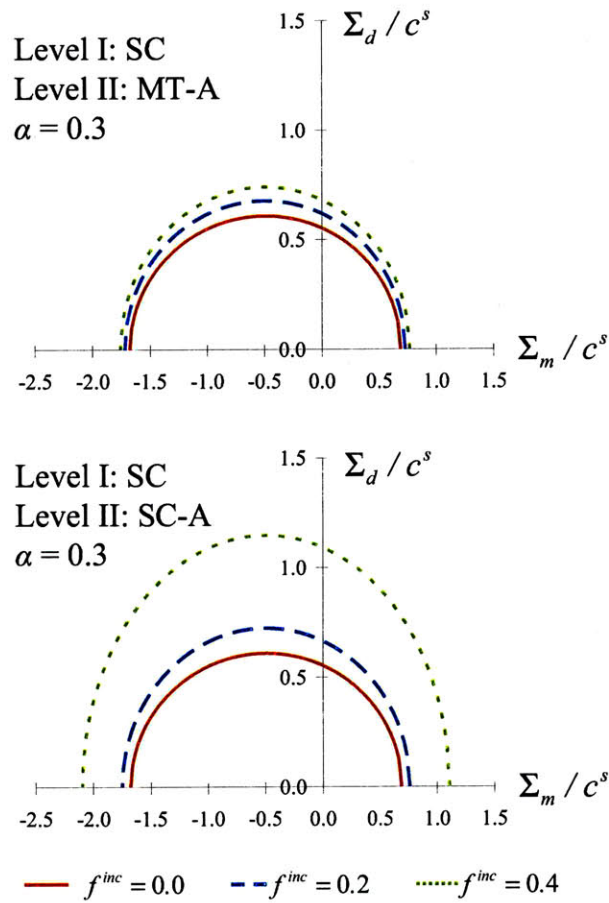 1.5
Σ_d / c^s
Level I: SC
Level II: MT-A
α = 0.3
1.0
0.5
0.0
Σ_m / c^s
-2.5 -2.0 -1.5 -1.0 -0.5 0.0 0.5 1.0 1.5
1.5
Σ_d / c^s
Level I: SC
Level II: SC-A
α = 0.3
1.0
0.5
0.0
Σ_m / c^s
-2.5 -2.0 -1.5 -1.0 -0.5 0.0 0.5 1.0 1.5
f^inc = 0.0 f^inc = 0.2 f^inc = 0.4